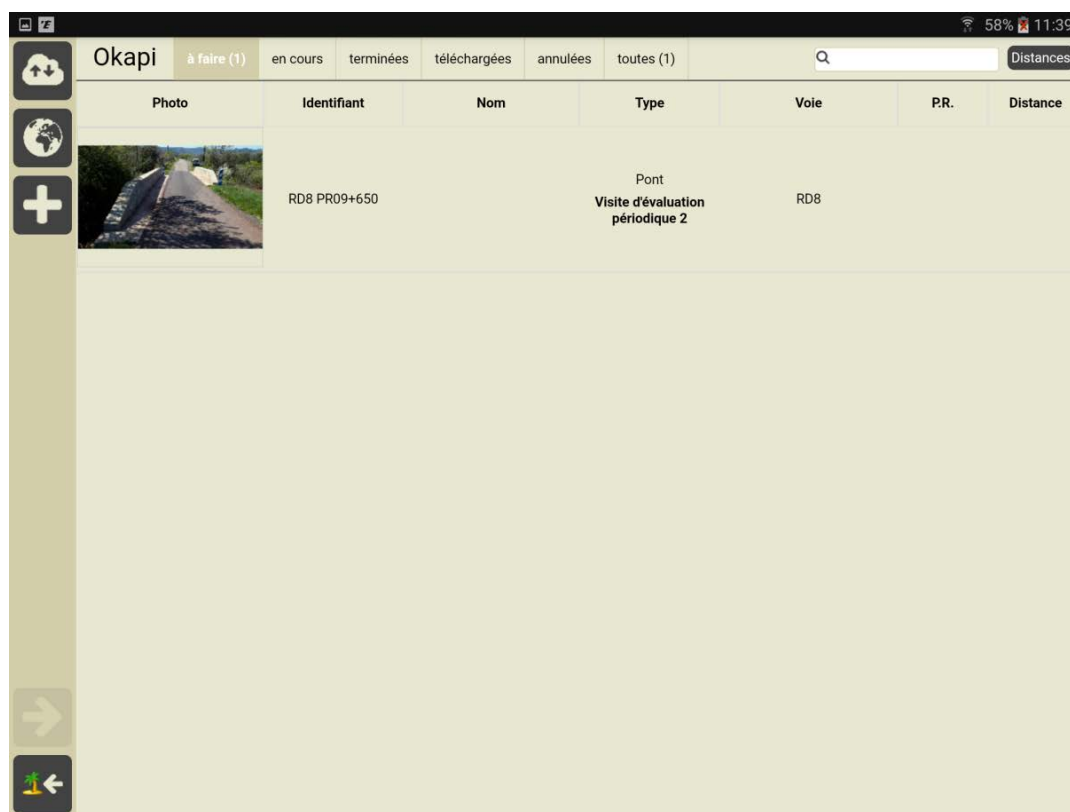 58% 11:39
Okapi à faire (1) en cours terminées téléchargées annulées toutes (1) Distances
Photo Identifiant Nom Type Voie P.R. Distance
Pont
RD8 PR09+650 Visite d'évaluation RD8
périodique 2